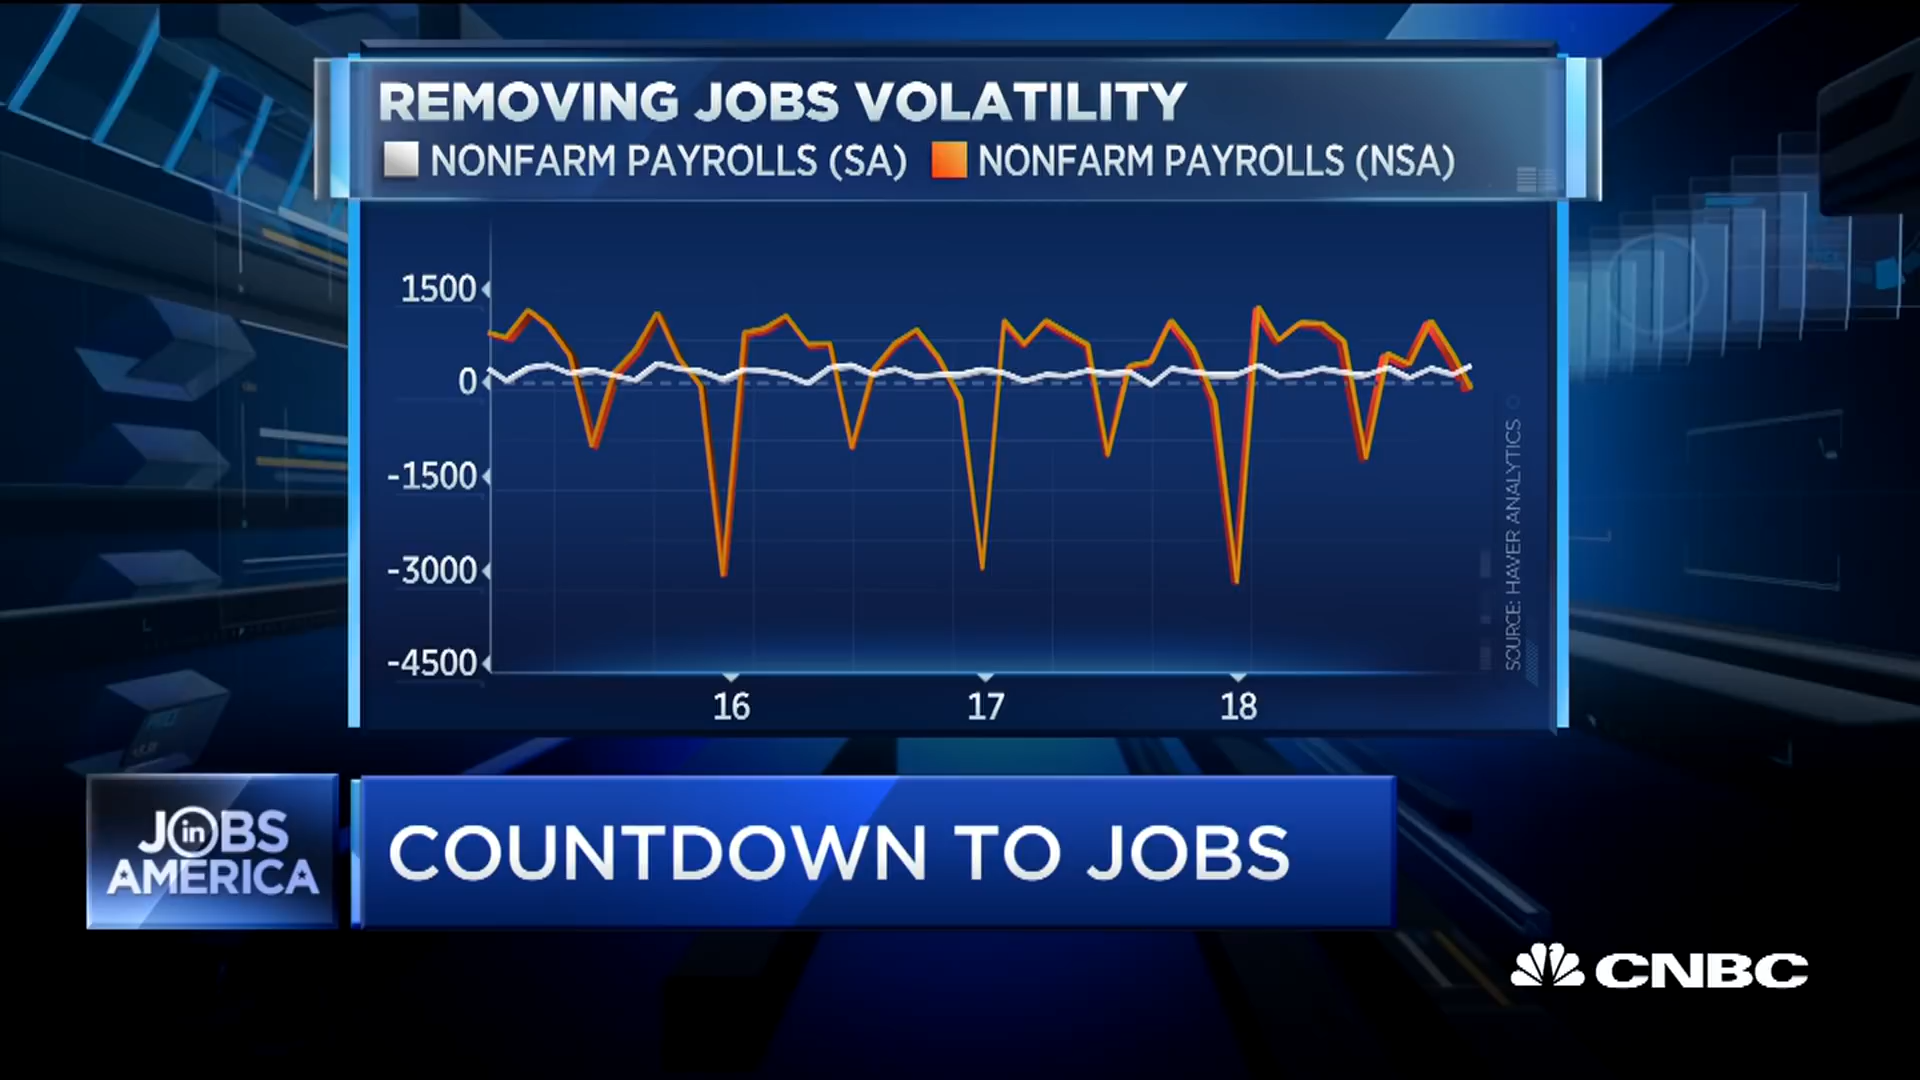 REMOVING JOBS VOLATILITY
NONFARM PAYROLLS (SA) NONFARM PAYROLLS (NSA)
1500
0
-1500
-3000
-4500
16 17 18
SOURCE: HAVER ANALYTICS
JOBS in
AMERICA
COUNTDOWN TO JOBS
CNBC